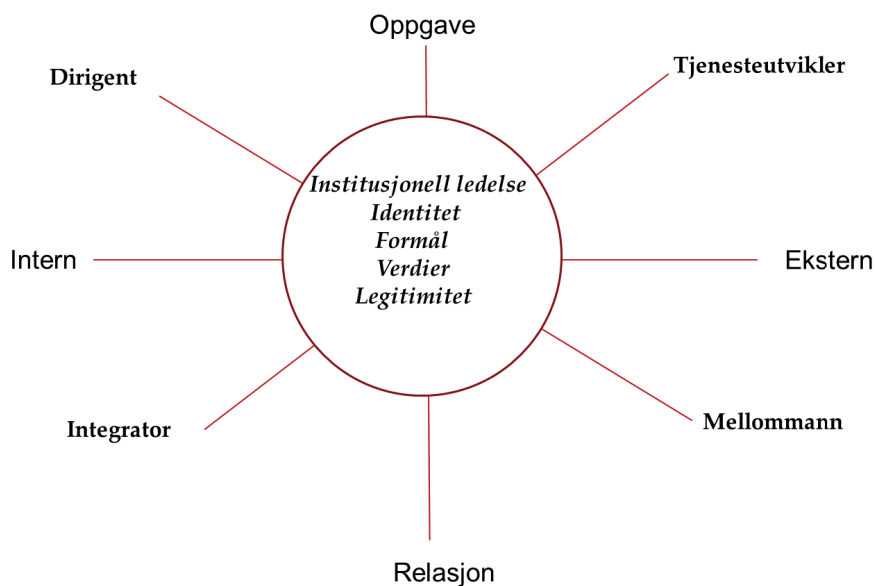 Oppgave
Dirigent
Tjenesteutvikler
Institusjonell ledelse
Identitet
Formål
Verdier
Legitimitet
Intern
Ekstern
Integrator
Mellommann
Relasjon